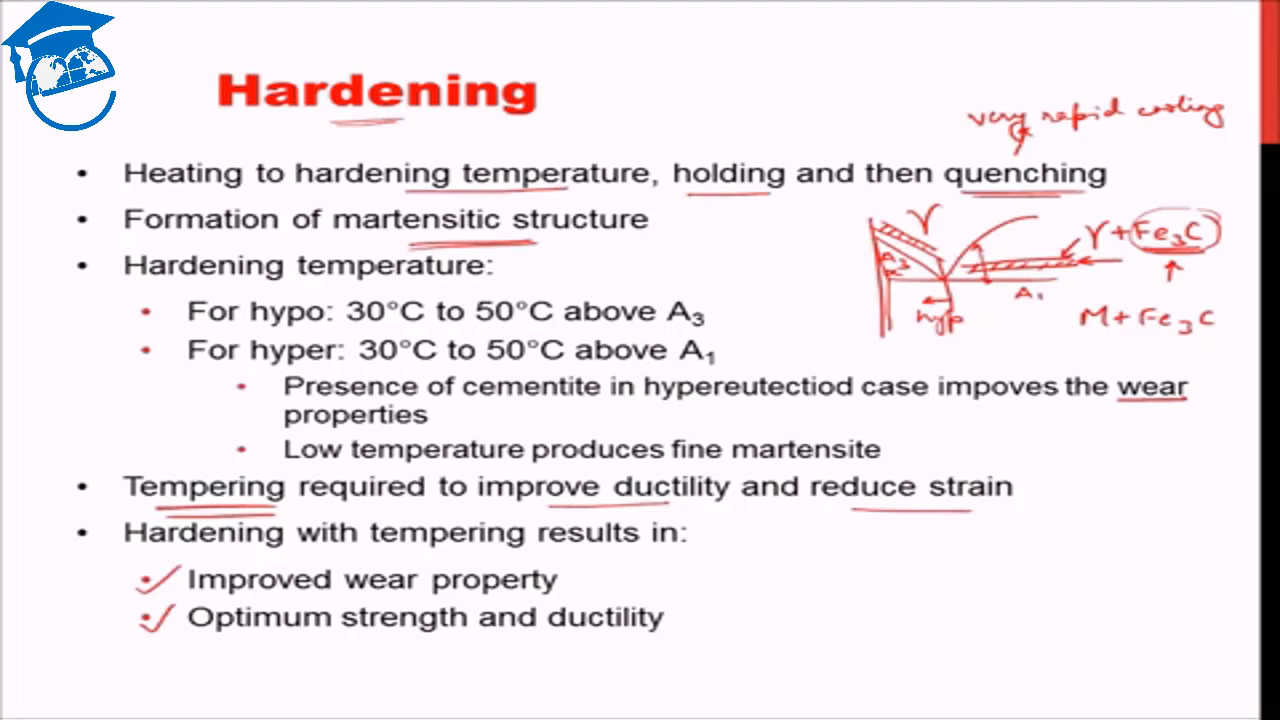 Hardening
very rapid cooling
• Heating to hardening temperature, holding and then quenching
• Formation of martensitic structure
γ
γ + Fe3C
A3
A1
hyp
M + Fe3C
• Hardening temperature:
• For hypo: 30°C to 50°C above A3
• For hyper: 30°C to 50°C above A1
• Presence of cementite in hypereutectiod case impoves the wear
properties
• Low temperature produces fine martensite
• Tempering required to improve ductility and reduce strain
• Hardening with tempering results in:
• Improved wear property
• Optimum strength and ductility